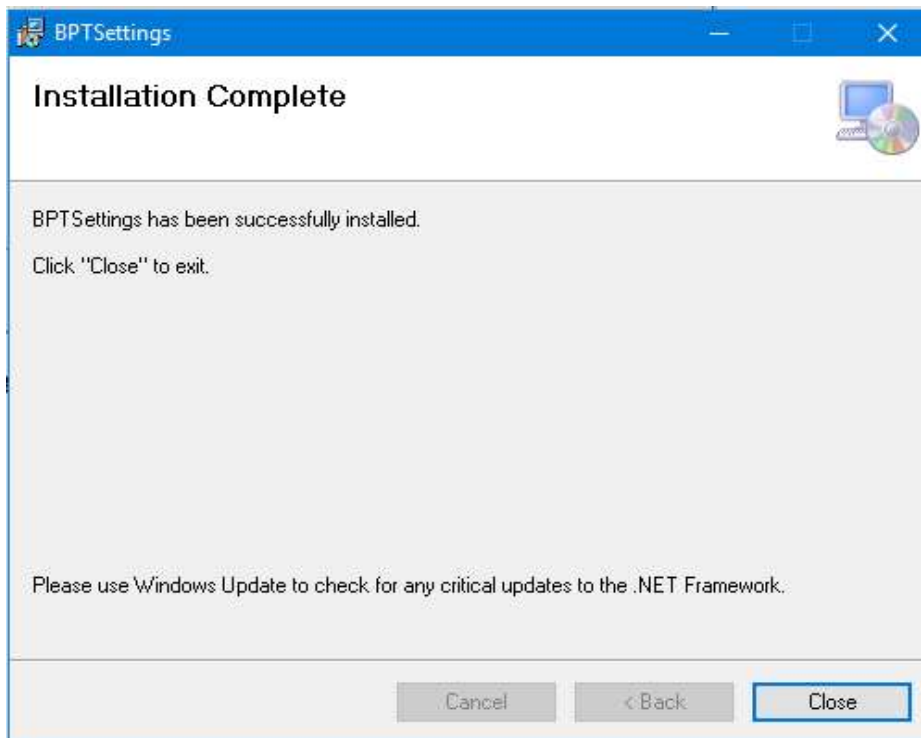 BPTSettings
Installation Complete
BPTSettings has been successfully installed.
Click "Close" to exit.
Please use Windows Update to check for any critical updates to the .NET Framework.
Cancel
< Back
Close